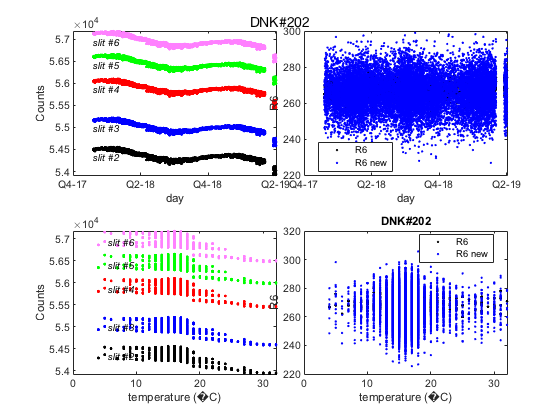 DNK#202
×10⁴
5.7
5.65
5.6
5.55
5.5
5.45
5.4
Counts
slit #6
slit #5
slit #4
slit #3
slit #2
Q4-17 Q2-18 Q4-18 Q2-19
day
300
280
260
240
220
R6
R6
R6 new
Q4-17 Q2-18 Q4-18 Q2-19
day
×10⁴
5.7
5.65
5.6
5.55
5.5
5.45
5.4
Counts
slit #6
slit #5
slit #4
slit #3
slit #2
0 10 20 30
temperature (�C)
DNK#202
320
300
280
260
240
220
R6
R6
R6 new
0 10 20 30
temperature (�C)